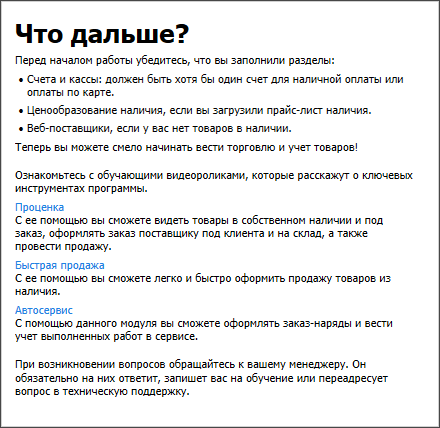 Что дальше?
Перед началом работы убедитесь, что вы заполнили разделы:
• Счета и кассы: должен быть хотя бы один счет для наличной оплаты или
оплаты по карте.
• Ценообразование наличия, если вы загрузили прайс-лист наличия.
• Веб-поставщики, если у вас нет товаров в наличии.
Теперь вы можете смело начинать вести торговлю и учет товаров!
Ознакомьтесь с обучающими видеороликами, которые расскажут о ключевых
инструментах программы.
Проценка
С ее помощью вы сможете видеть товары в собственном наличии и под
заказ, оформлять заказ поставщику под клиента и на склад, а также
провести продажу.
Быстрая продажа
С ее помощью вы сможете легко и быстро оформить продажу товаров из
наличия.
Автосервис
С помощью данного модуля вы сможете оформлять заказ-наряды и вести
учет выполненных работ в сервисе.
При возникновении вопросов обращайтесь к вашему менеджеру. Он
обязательно на них ответит, запишет вас на обучение или переадресует
вопрос в техническую поддержку.